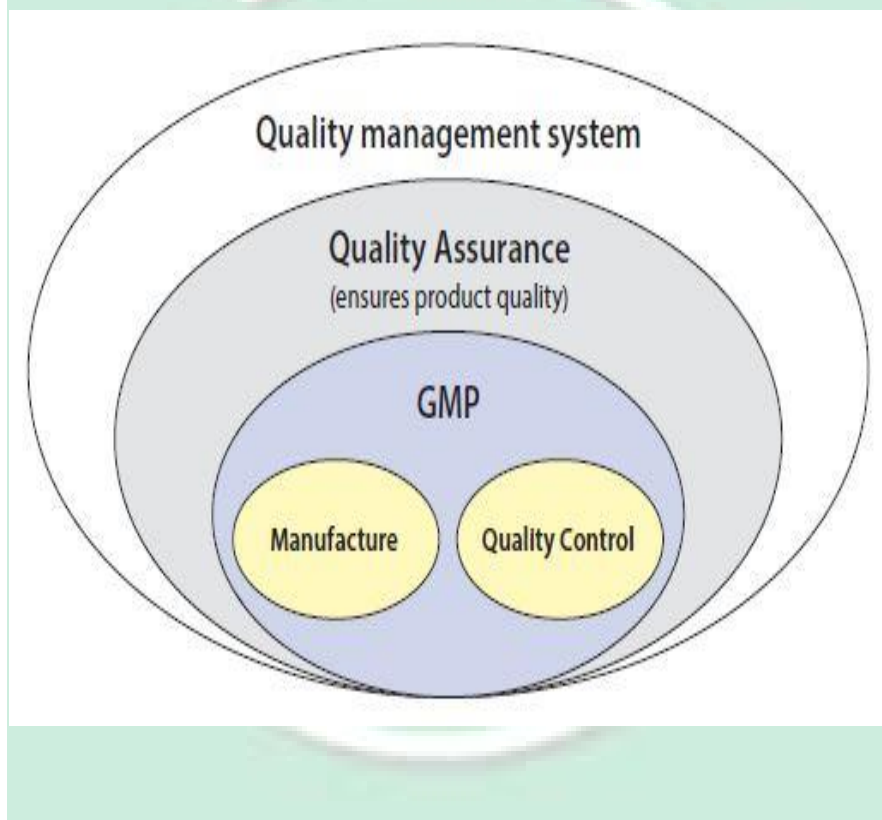 Quality management system
Quality Assurance
(ensures product quality)
GMP
Manufacture
Quality Control